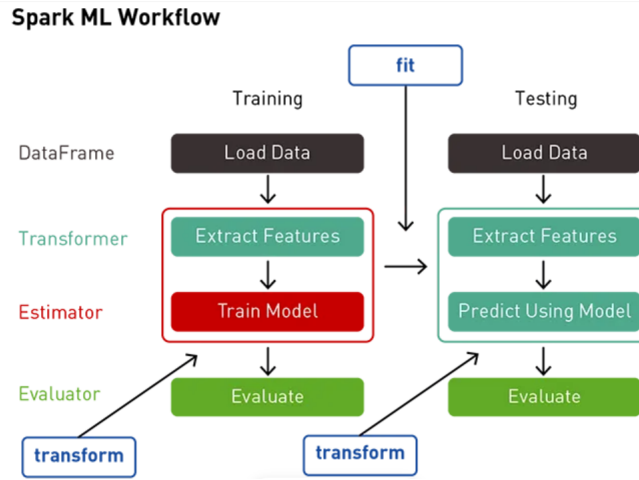 Spark ML Workflow
fit
Training
Testing
DataFrame
Load Data
Load Data
Transformer
Extract Features
Extract Features
Estimator
Train Model
Predict Using Model
Evaluator
Evaluate
Evaluate
transform
transform